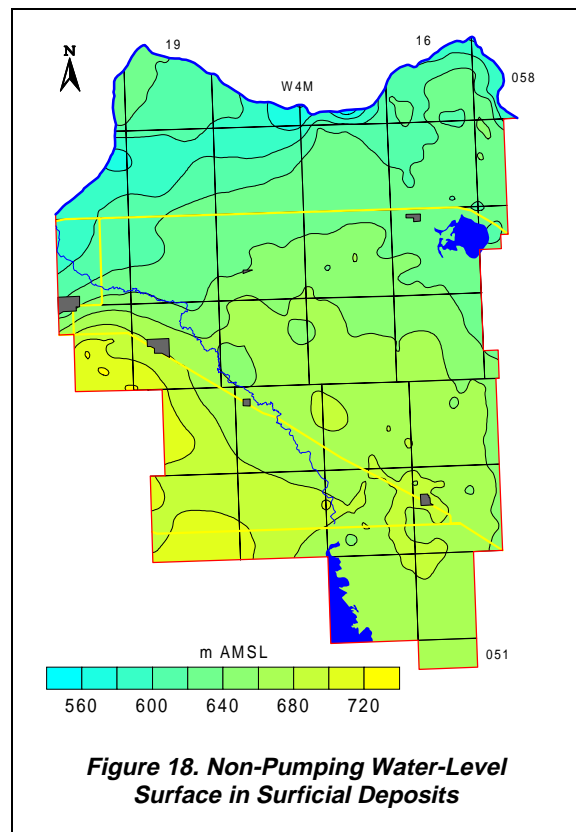 19
16
N
W4M
058
m AMSL
051
560 600 640 680 720
Figure 18. Non-Pumping Water-Level
Surface in Surficial Deposits